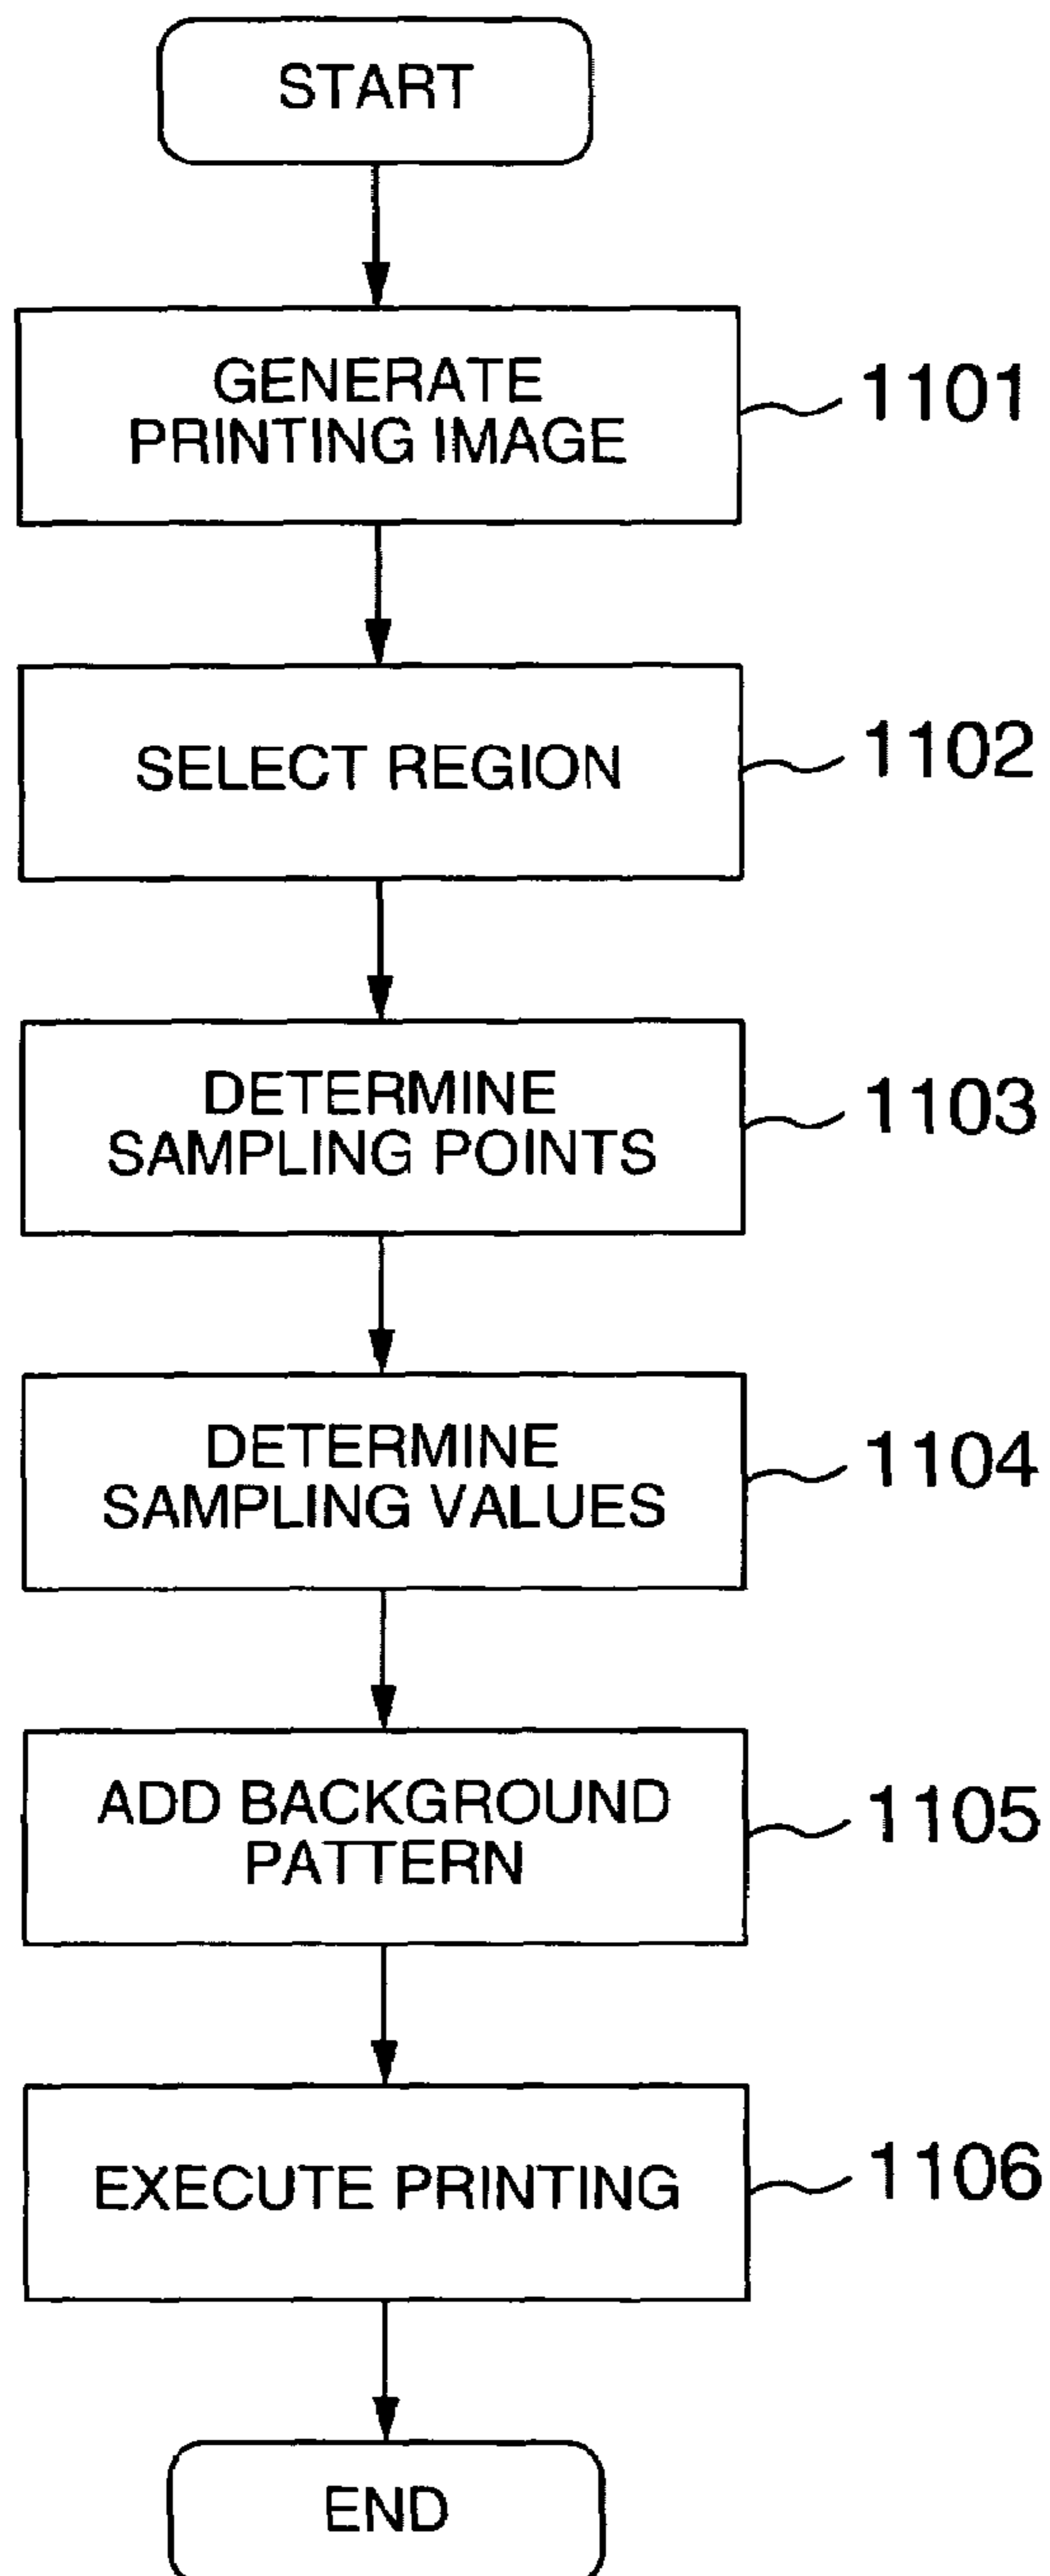 START
GENERATE
PRINTING IMAGE
1101
SELECT REGION
1102
DETERMINE
SAMPLING POINTS
1103
DETERMINE
SAMPLING VALUES
1104
ADD BACKGROUND
PATTERN
1105
EXECUTE PRINTING
1106
END